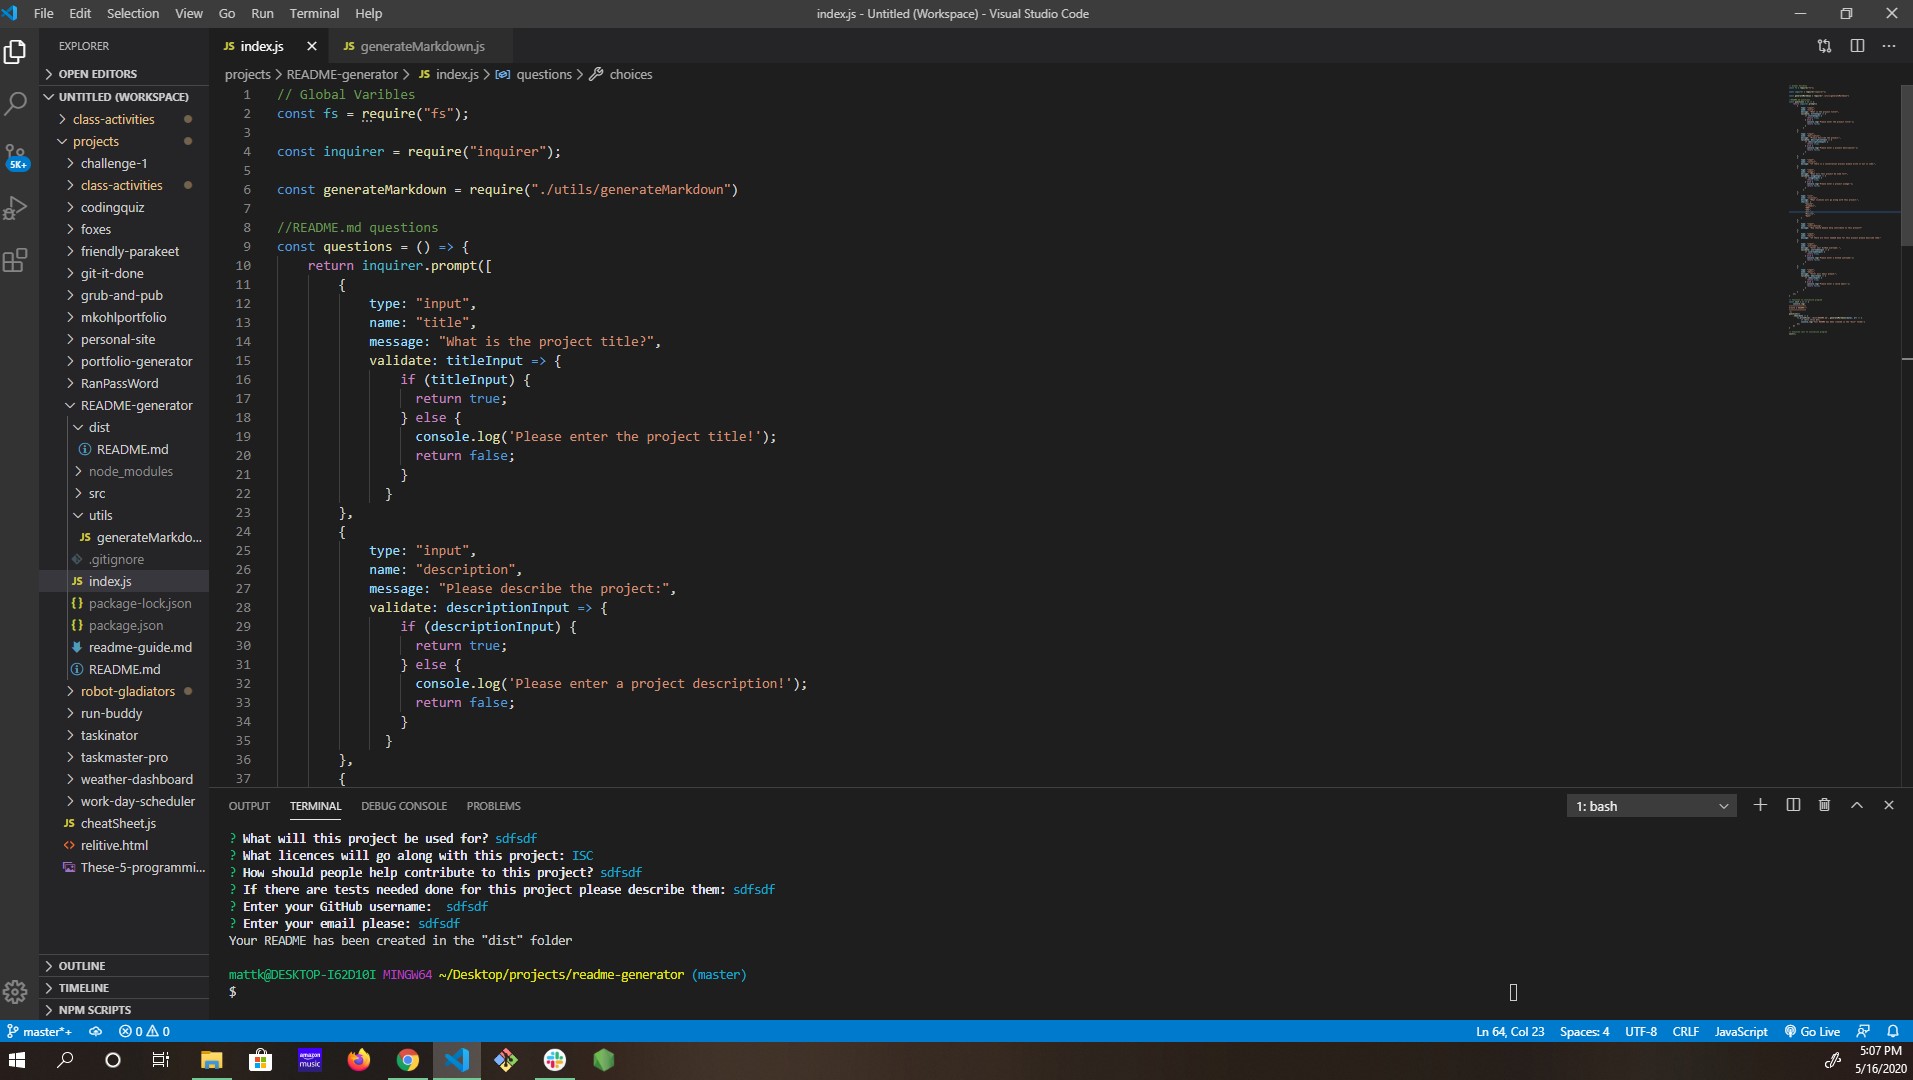 File Edit Selection View Go Run Terminal Help
index.js - Untitled (Workspace) - Visual Studio Code
EXPLORER
OPEN EDITORS
UNTITLED (WORKSPACE)
class-activities
projects
challenge-1
class-activities
codingquiz
foxes
friendly-parakeet
git-it-done
grub-and-pub
mkohlportfolio
personal-site
portfolio-generator
RanPassWord
README-generator
dist
README.md
node_modules
src
utils
JS generateMarkdo...
.gitignore
JS index.js
{} package-lock.json
{} package.json
readme-guide.md
README.md
robot-gladiators
run-buddy
taskinator
taskmaster-pro
weather-dashboard
work-day-scheduler
JS cheatSheet.js
<> relitive.html
These-5-programmi...
OUTLINE
TIMELINE
NPM SCRIPTS
5K+
JS index.js
JS generateMarkdown.js
projects > README-generator > JS index.js > questions > choices
1 // Global Varibles
2 const fs = require("fs");
3
4 const inquirer = require("inquirer");
5
6 const generateMarkdown = require("./utils/generateMarkdown")
7
8 //README.md questions
9 const questions = () => {
10 return inquirer.prompt([
11 {
12 type: "input",
13 name: "title",
14 message: "What is the project title?",
15 validate: titleInput => {
16 if (titleInput) {
17 return true;
18 } else {
19 console.log('Please enter the project title!');
20 return false;
21 }
22 }
23 },
24 {
25 type: "input",
26 name: "description",
27 message: "Please describe the project:",
28 validate: descriptionInput => {
29 if (descriptionInput) {
30 return true;
31 } else {
32 console.log('Please enter a project description!');
33 return false;
34 }
35 }
36 },
37 {
OUTPUT TERMINAL DEBUG CONSOLE PROBLEMS
1: bash
? What will this project be used for? sdfsdf
? What licences will go along with this project: ISC
? How should people help contribute to this project? sdfsdf
? If there are tests needed done for this project please describe them: sdfsdf
? Enter your GitHub username:  sdfsdf
? Enter your email please: sdfsdf
Your README has been created in the "dist" folder
mattk@DESKTOP-I62D10I MINGW64 ~/Desktop/projects/readme-generator (master)
$
master*+ 0 0
Ln 64, Col 23 Spaces: 4 UTF-8 CRLF JavaScript Go Live
amazon music
5:07 PM
5/16/2020